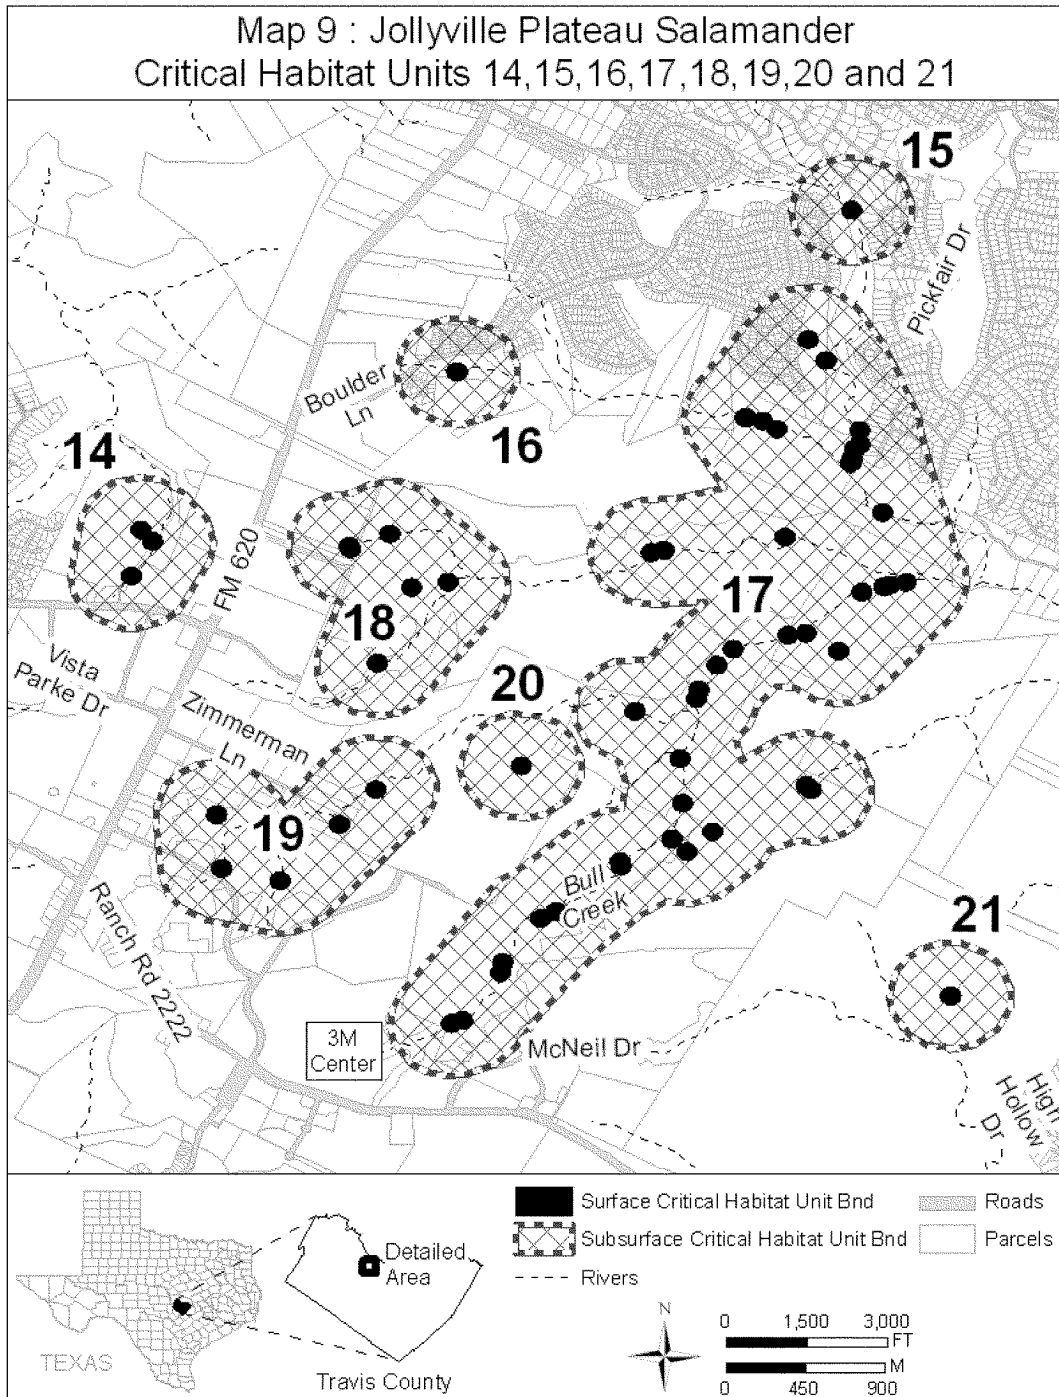 Map 9 : Jollyville Plateau Salamander
Critical Habitat Units 14,15,16,17,18,19,20 and 21
15
Pickfair Dr
Boulder
Ln
16
14
FM 620
18
17
Vista
Parke Dr
Zimmerman
Ln
20
19
Bull
Creek
Ranch Rd 2222
21
3M
Center
McNeil Dr
High
Hollow
Dr
Surface Critical Habitat Unit Bnd
Roads
Subsurface Critical Habitat Unit Bnd
Parcels
Rivers
Detailed
Area
TEXAS
Travis County
N
0 1,500 3,000
FT
M
0 450 900